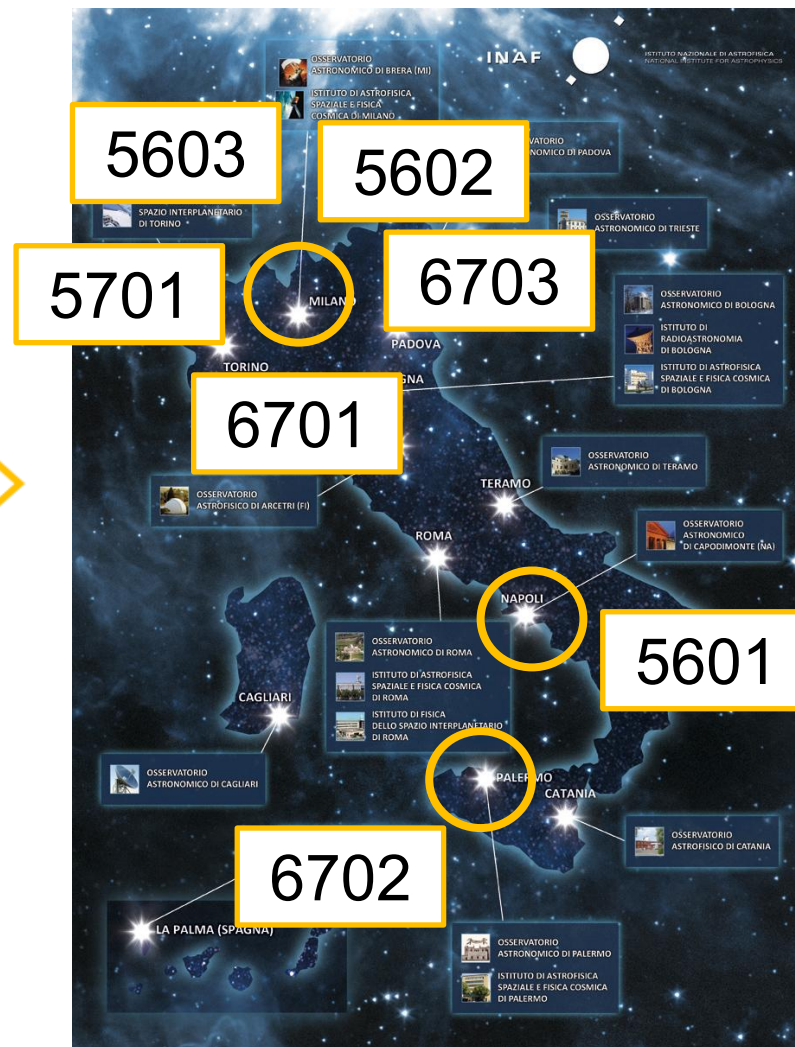 OSSERVATORIO
ASTRONOMICO DI BRERA (MI)
ISTITUTO DI ASTROFISICA
SPAZIALE E FISICA
COSMICA DI MILANO
INAF
ISTITUTO NAZIONALE DI ASTROFISICA
NATIONAL INSTITUTE FOR ASTROPHYSICS
5603
5602
DI PADOVA
SPAZIO INTERPLANETARIO
DI TORINO
OSSERVATORIO
ASTRONOMICO DI TRIESTE
5701
6703
MILANO
PADOVA
TORINO
OSSERVATORIO
ASTRONOMICO DI BOLOGNA
ISTITUTO DI
RADIOASTRONOMIA
DI BOLOGNA
ISTITUTO DI ASTROFISICA
SPAZIALE E FISICA COSMICA
DI BOLOGNA
6701
OSSERVATORIO
ASTROFISICO DI ARCETRI (FI)
TERAMO
OSSERVATORIO
ASTRONOMICO DI TERAMO
ROMA
OSSERVATORIO
ASTRONOMICO
DI CAPODIMONTE (NA)
NAPOLI
5601
OSSERVATORIO
ASTRONOMICO DI ROMA
ISTITUTO DI ASTROFISICA
SPAZIALE E FISICA COSMICA
DI ROMA
ISTITUTO DI FISICA
DELLO SPAZIO INTERPLANETARIO
DI ROMA
CAGLIARI
OSSERVATORIO
ASTRONOMICO DI CAGLIARI
PALERMO
CATANIA
OSSERVATORIO
ASTROFISICO DI CATANIA
6702
LA PALMA (SPAGNA)
OSSERVATORIO
ASTRONOMICO DI PALERMO
ISTITUTO DI ASTROFISICA
SPAZIALE E FISICA COSMICA
DI PALERMO